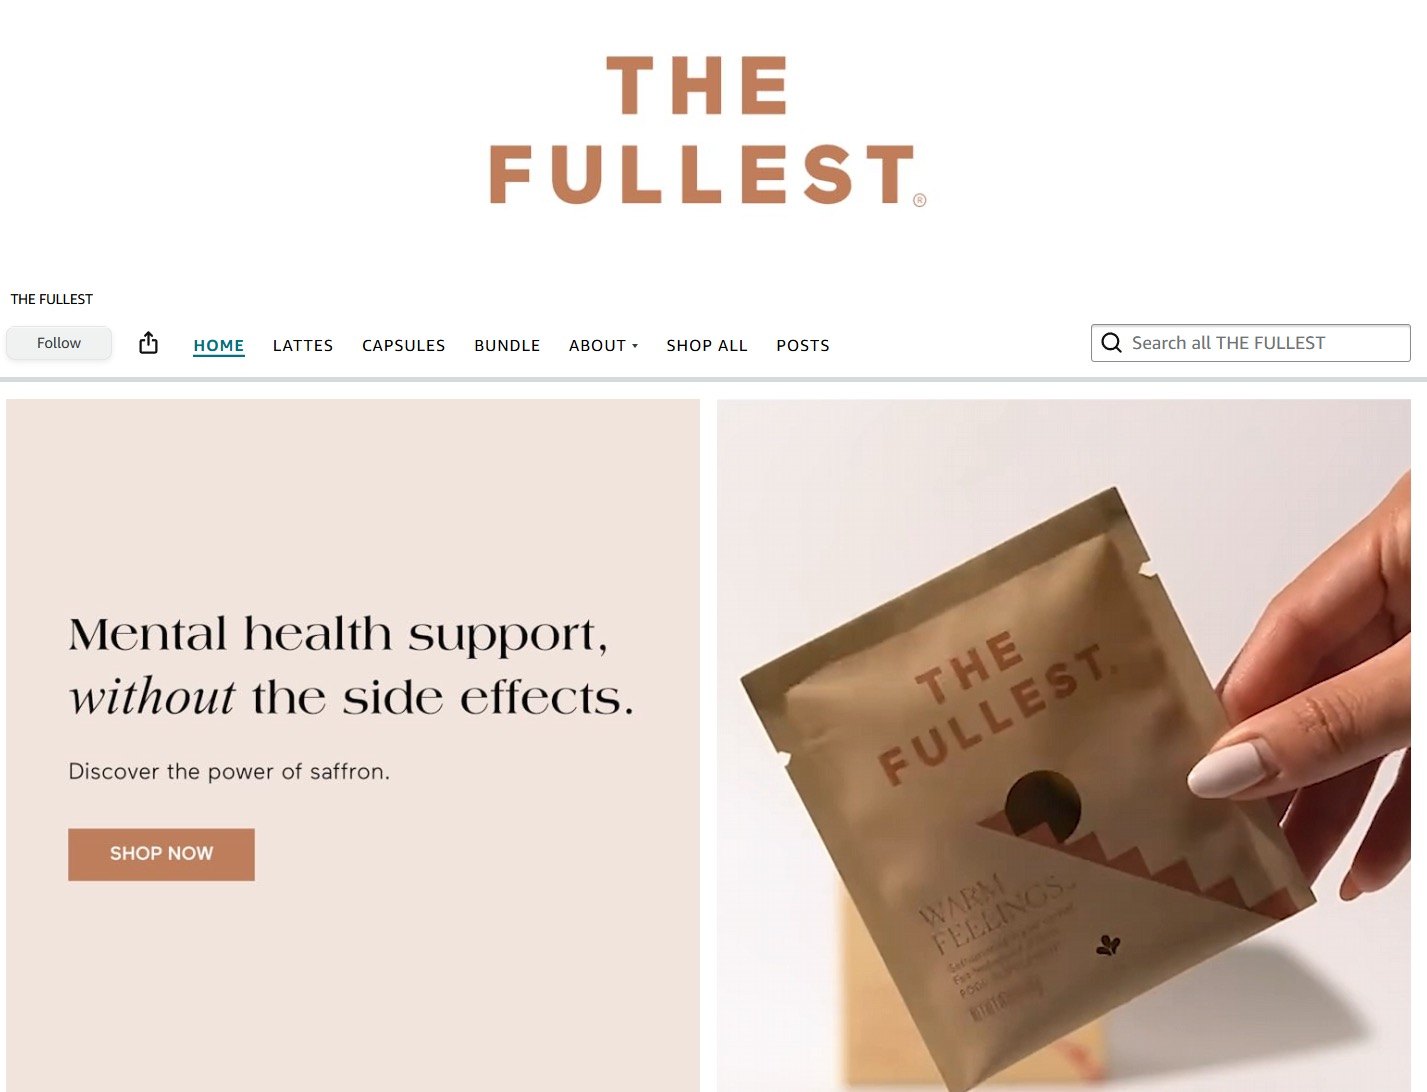 THE
FULLEST®
THE FULLEST
Follow
HOME LATTES CAPSULES BUNDLE ABOUT SHOP ALL POSTS
Search all THE FULLEST
Mental health support,
without the side effects.
Discover the power of saffron.
SHOP NOW
THE
FULLEST.
WARM
FEELINGS